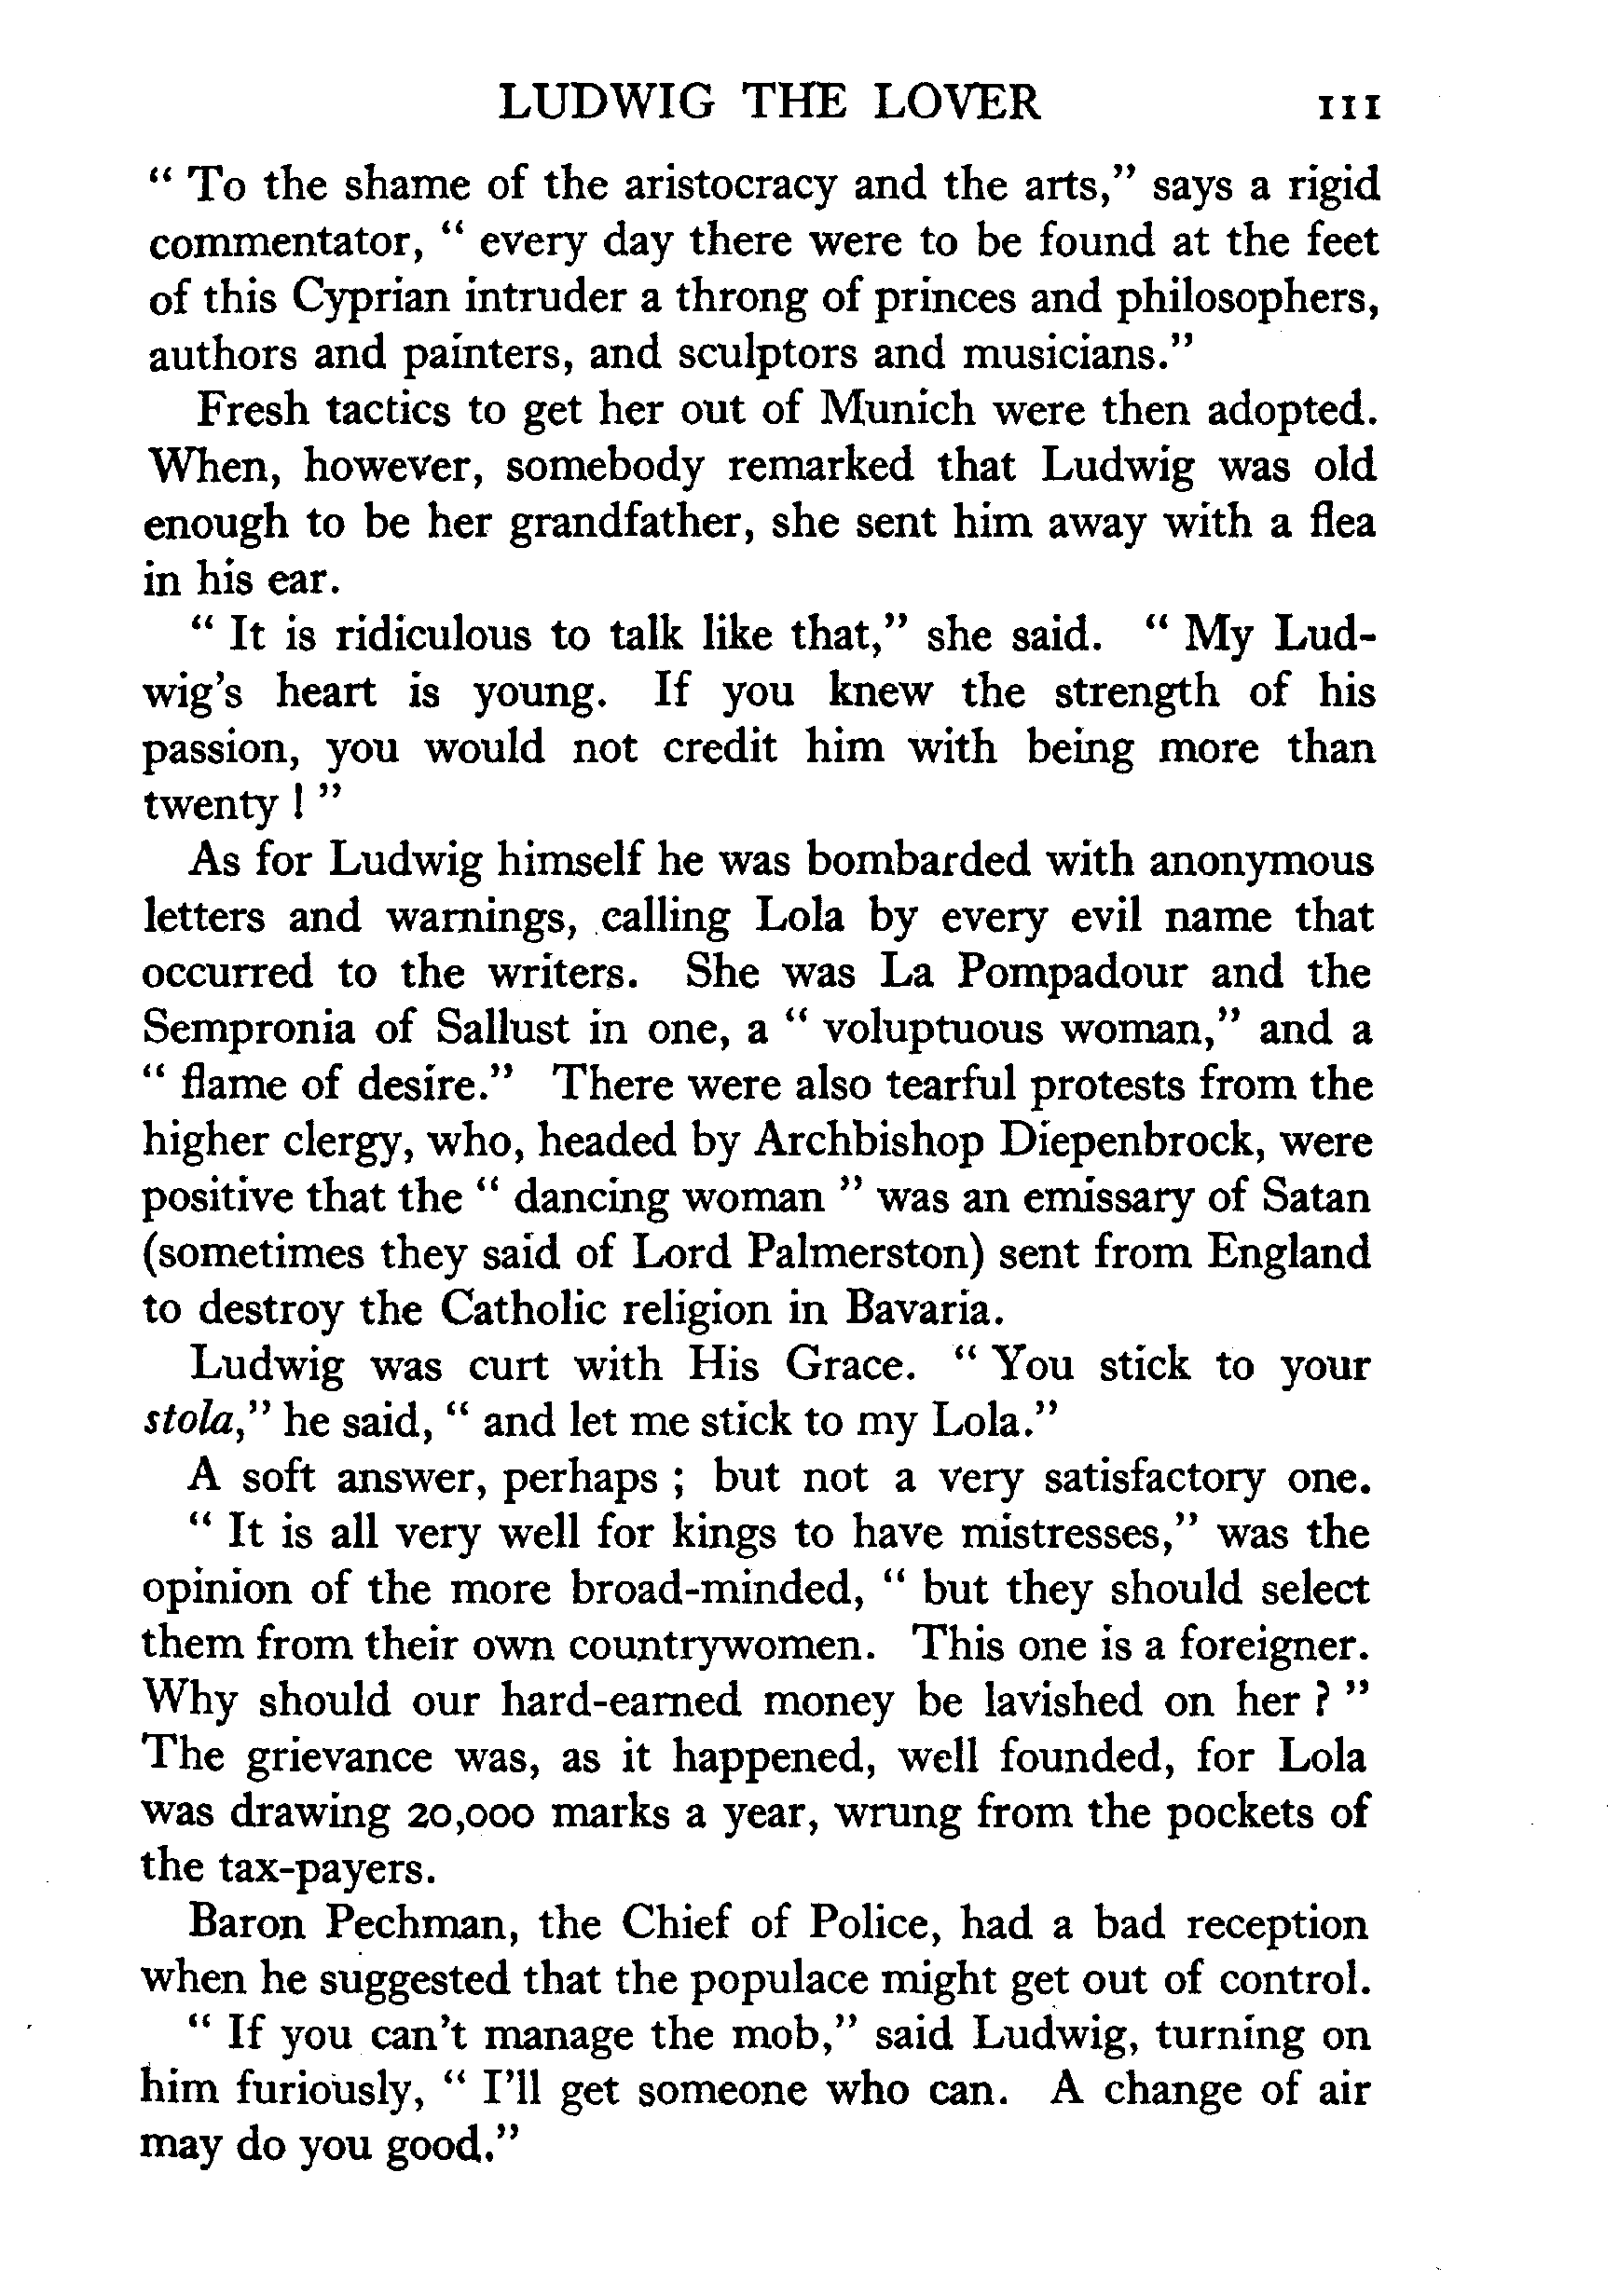 LUDWIG THE LOVER 111
“ To the shame of the aristocracy and the arts,” says a rigid
commentator, “ every day there were to be found at the feet
of this Cyprian intruder a throng of princes and philosophers,
authors and painters, and sculptors and musicians.”
Fresh tactics to get her out of Munich were then adopted.
When, however, somebody remarked that Ludwig was old
enough to be her grandfather, she sent him away with a flea
in his ear.
“ It is ridiculous to talk like that,” she said. “ My Lud-
wig’s heart is young. If you knew the strength of his
passion, you would not credit him with being more than
twenty ! ”
As for Ludwig himself he was bombarded with anonymous
letters and warnings, calling Lola by every evil name that
occurred to the writers. She was La Pompadour and the
Sempronia of Sallust in one, a “ voluptuous woman,” and a
“ flame of desire.” There were also tearful protests from the
higher clergy, who, headed by Archbishop Diepenbrock, were
positive that the “ dancing woman ” was an emissary of Satan
(sometimes they said of Lord Palmerston) sent from England
to destroy the Catholic religion in Bavaria.
Ludwig was curt with His Grace. “ You stick to your
stola,” he said, “ and let me stick to my Lola.”
A soft answer, perhaps ; but not a very satisfactory one.
“ It is all very well for kings to have mistresses,” was the
opinion of the more broad-minded, “ but they should select
them from their own countrywomen. This one is a foreigner.
Why should our hard-earned money be lavished on her ? ”
The grievance was, as it happened, well founded, for Lola
was drawing 20,000 marks a year, wrung from the pockets of
the tax-payers.
Baron Pechman, the Chief of Police, had a bad reception
when he suggested that the populace might get out of control.
“ If you can’t manage the mob,” said Ludwig, turning on
him furiously, “ I’ll get someone who can. A change of air
may do you good.”